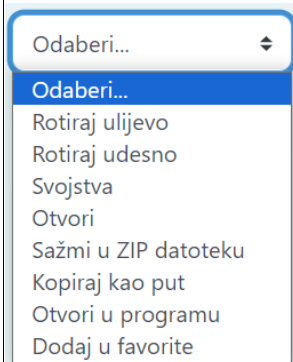 Odaberi...
Odaberi...
Rotiraj ulijevo
Rotiraj udesno
Svojstva
Otvori
Sažmi u ZIP datoteku
Kopiraj kao put
Otvori u programu
Dodaj u favorite